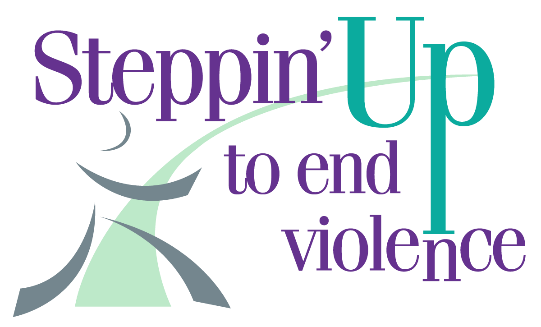 Steppin' Up
to end
violence